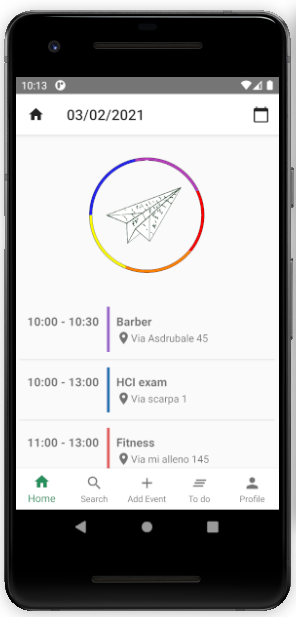 10:13
03/02/2021
10:00 - 10:30 Barber
Via Asdrubale 45
10:00 - 13:00 HCI exam
Via scarpa 1
11:00 - 13:00 Fitness
Via mi alleno 145
Home Search Add Event To do Profile